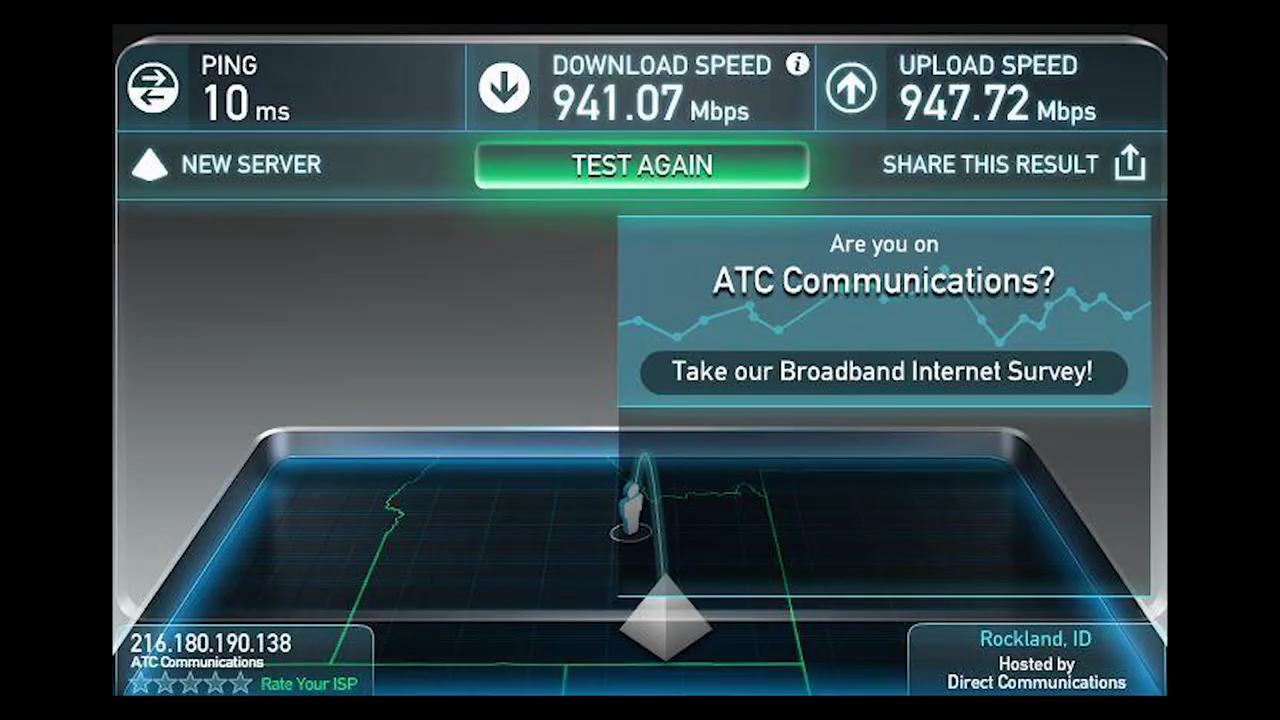 PING
10 ms
DOWNLOAD SPEED i
941.07 Mbps
UPLOAD SPEED
947.72 Mbps
NEW SERVER
TEST AGAIN
SHARE THIS RESULT
Are you on
ATC Communications?
Take our Broadband Internet Survey!
216.180.190.138
ATC Communications
Rate Your ISP
Rockland, ID
Hosted by
Direct Communications